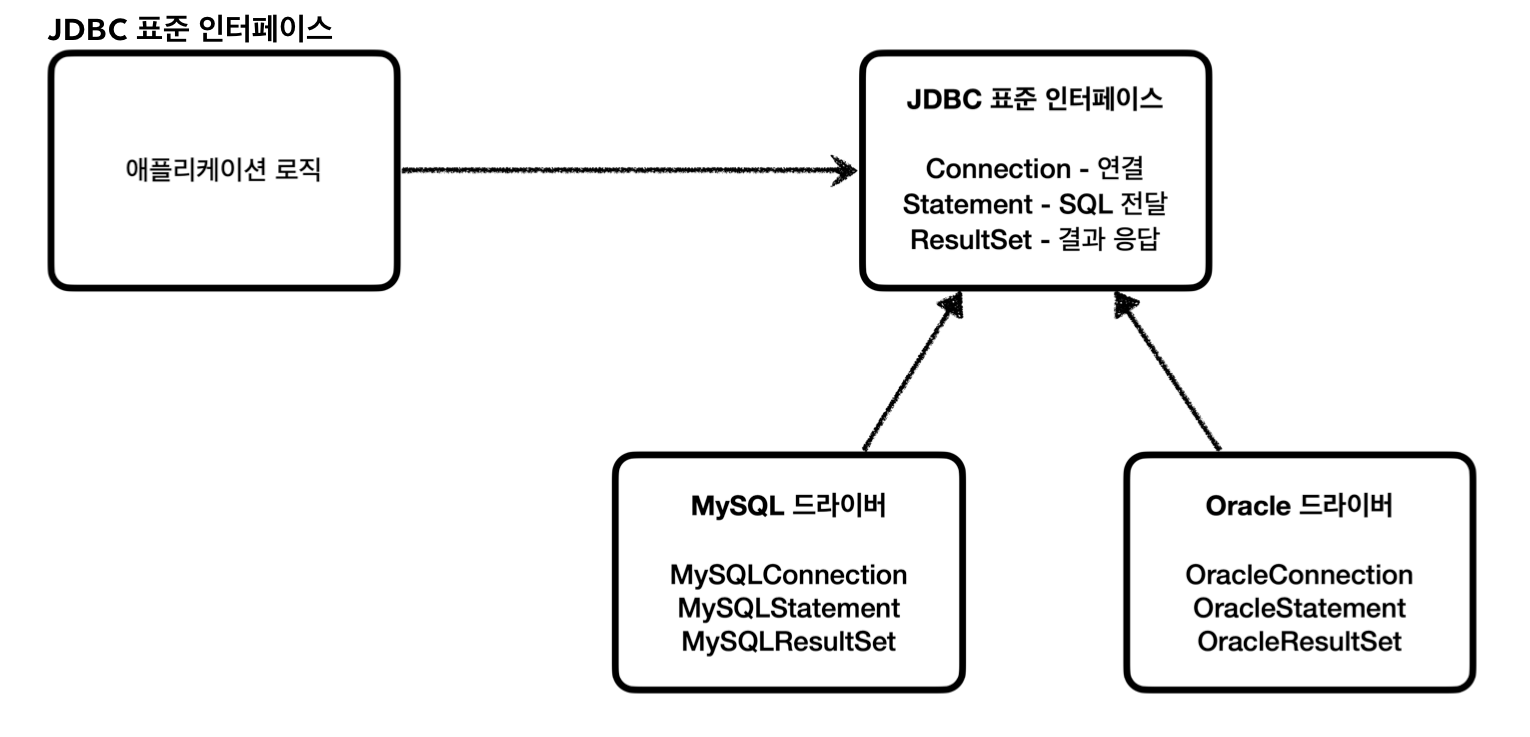 JDBC 표준 인터페이스
애플리케이션 로직
JDBC 표준 인터페이스
Connection - 연결
Statement - SQL 전달
ResultSet - 결과 응답
MySQL 드라이버
MySQLConnection
MySQLStatement
MySQLResultSet
Oracle 드라이버
OracleConnection
OracleStatement
OracleResultSet